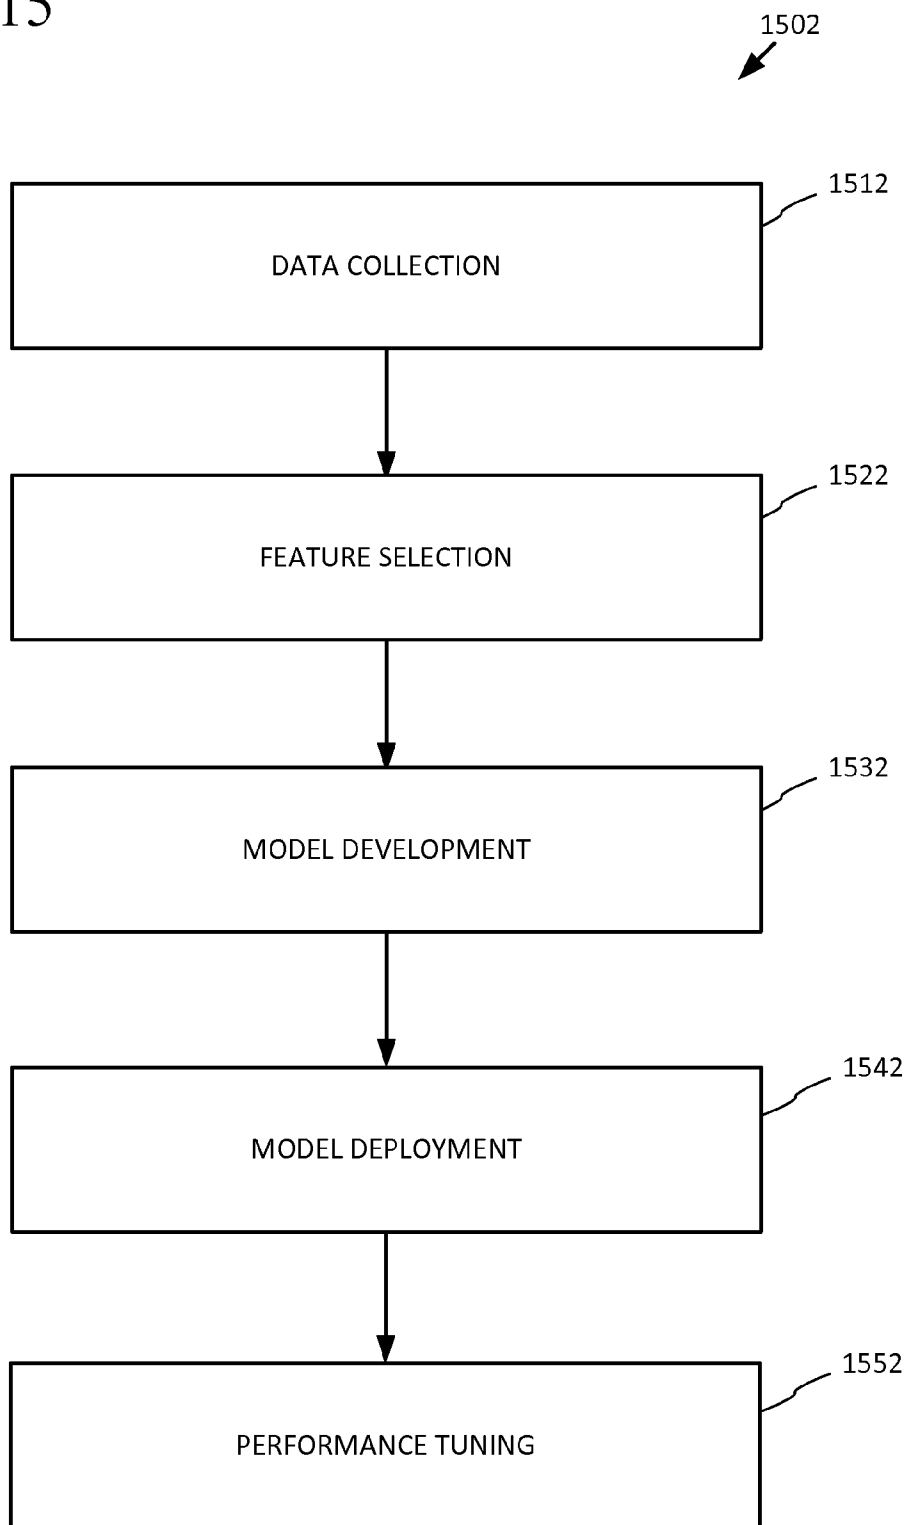 15
1502
1512
DATA COLLECTION
1522
FEATURE SELECTION
1532
MODEL DEVELOPMENT
1542
MODEL DEPLOYMENT
1552
PERFORMANCE TUNING